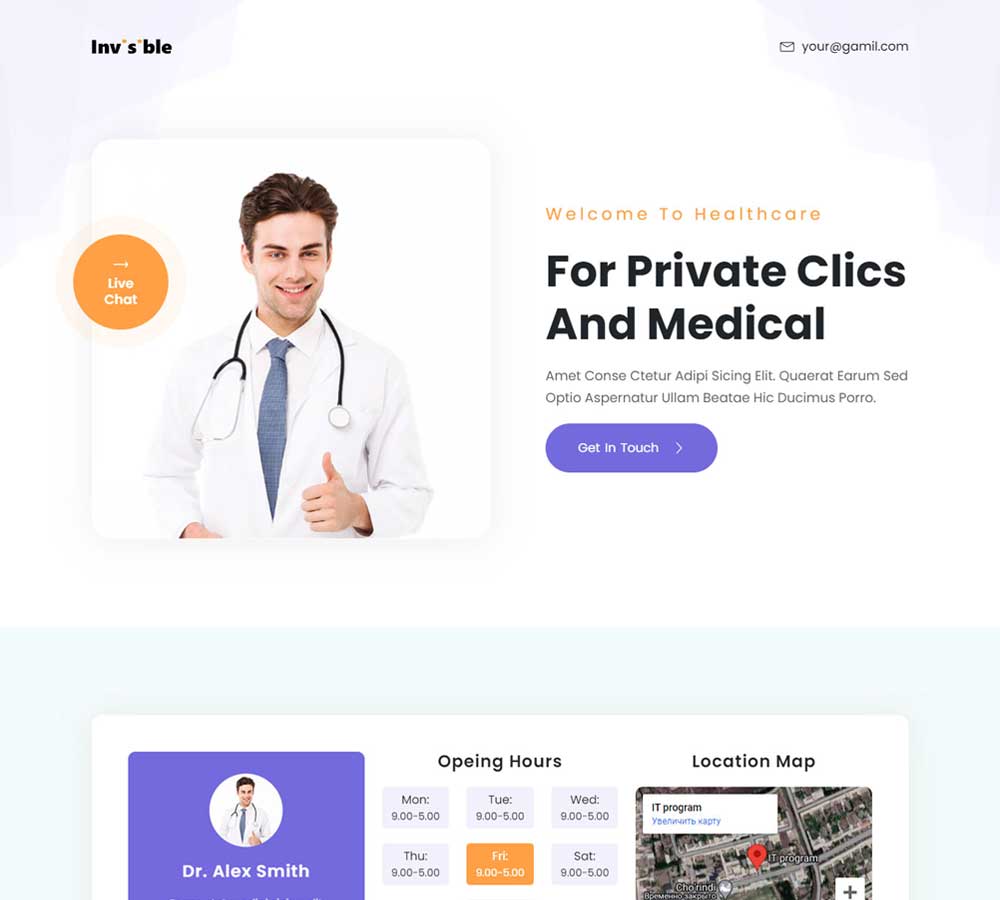 Invisible
your@gamil.com
→
Live
Chat
Welcome To Healthcare
For Private Clics
And Medical
Amet Conse Ctetur Adipi Sicing Elit. Quaerat Earum Sed
Optio Aspernatur Ullam Beatae Hic Ducimus Porro.
Get In Touch
Dr. Alex Smith
Opeing Hours
Mon:
9.00-5.00
Tue:
9.00-5.00
Wed:
9.00-5.00
Thu:
9.00-5.00
Fri:
9.00-5.00
Sat:
9.00-5.00
Location Map
IT program
Увеличить карту
IT program
Cho'rindi
Временно закрыто
+